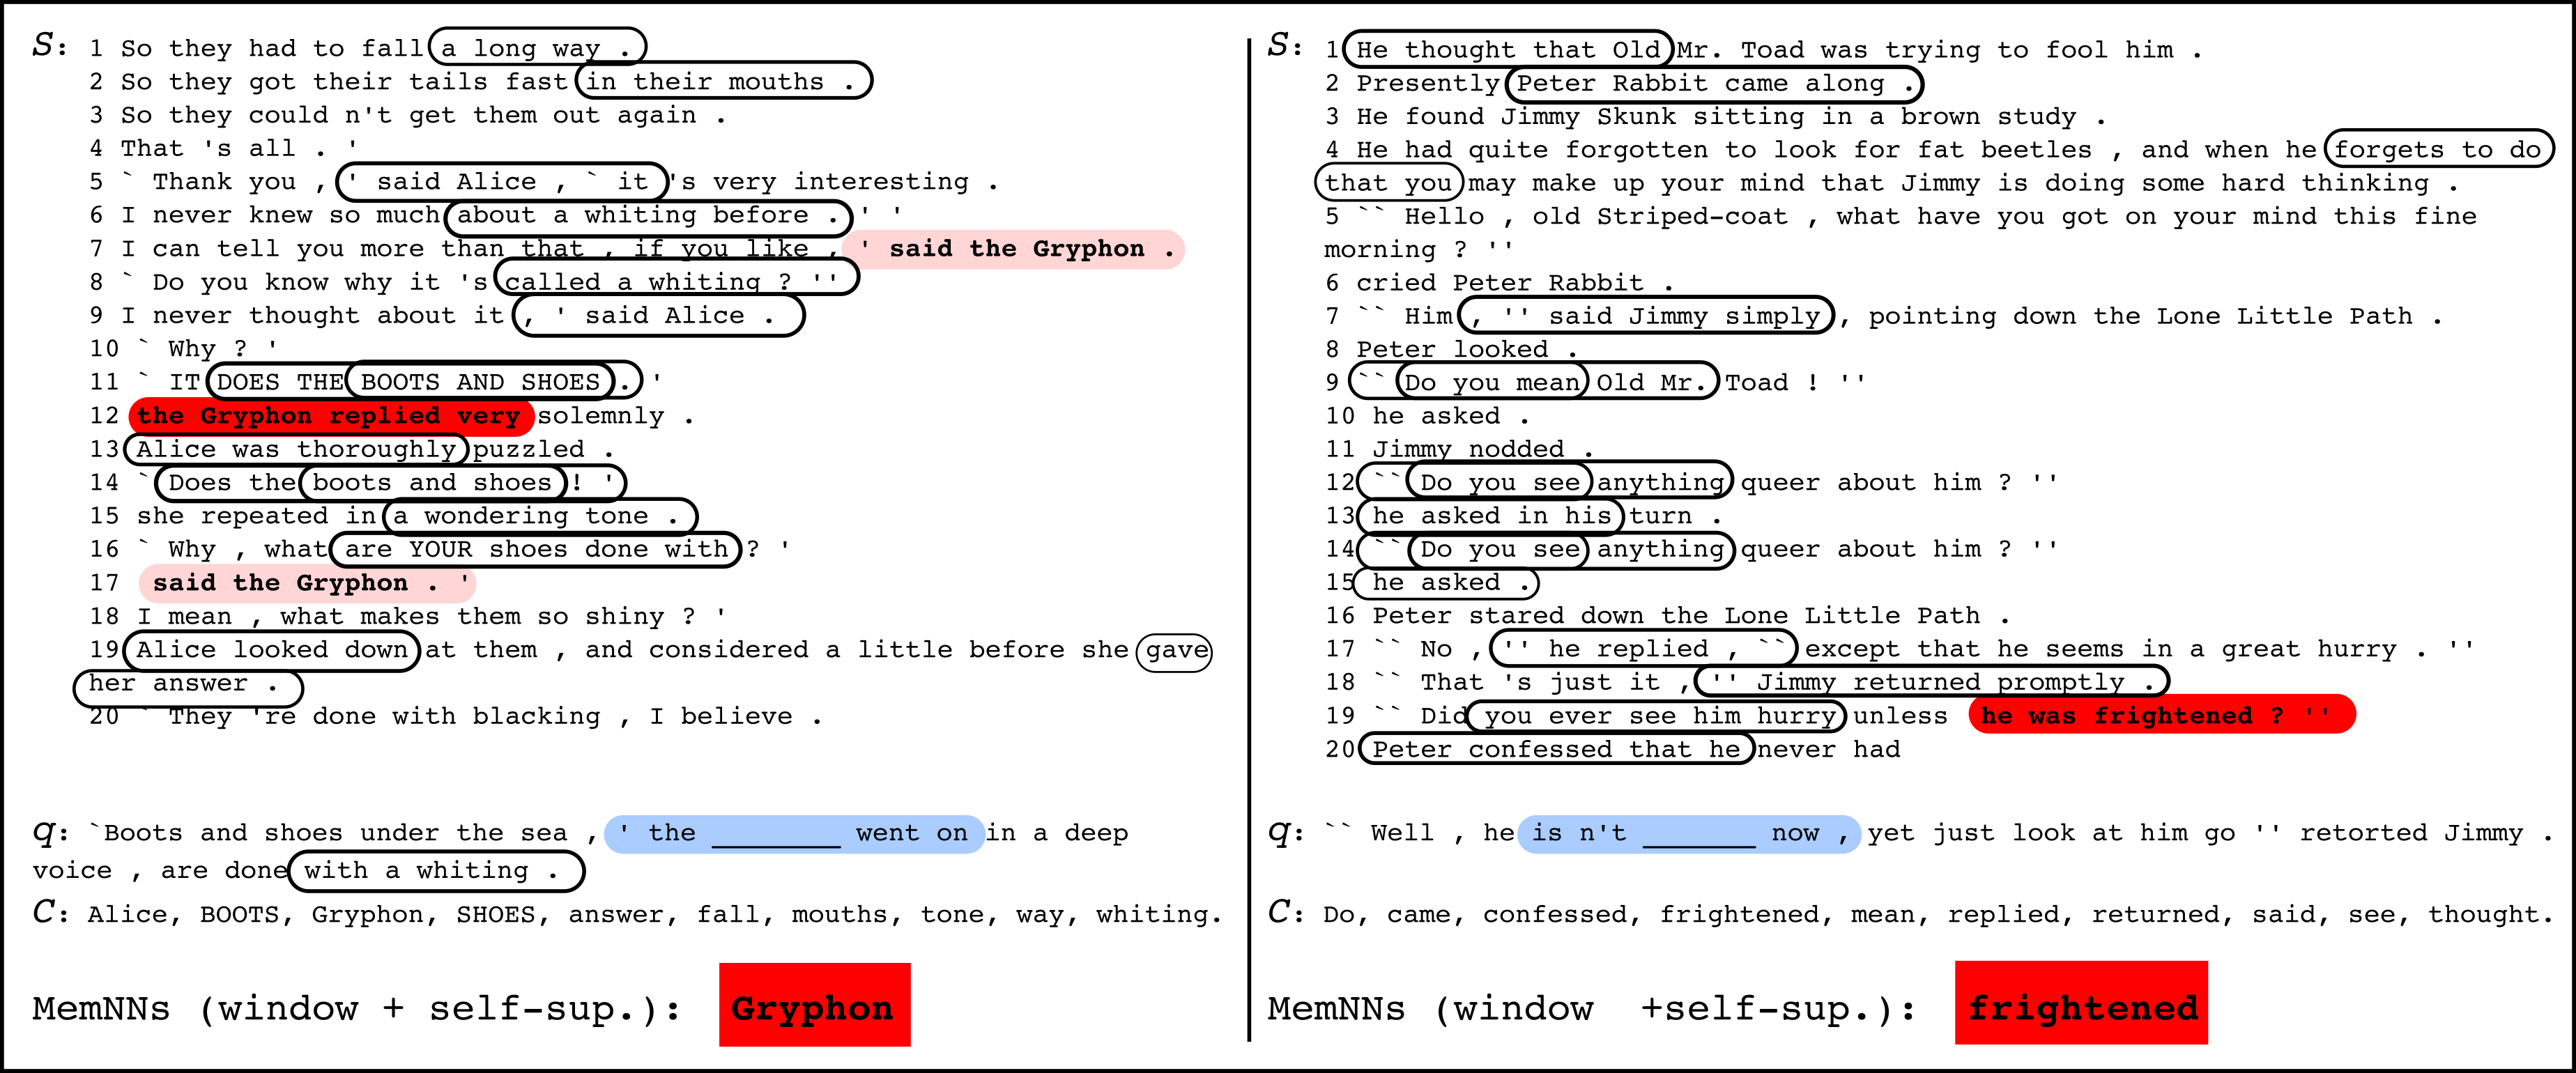 S: 1 So they had to fall a long way .
2 So they got their tails fast in their mouths .
3 So they could n't get them out again .
4 That 's all . '
5 ` Thank you , ' said Alice , ` it 's very interesting .
6 I never knew so much about a whiting before . ' '
7 I can tell you more than that , if you like , ' said the Gryphon .
8 ` Do you know why it 's called a whiting ? ''
9 I never thought about it , ' said Alice .
10 ` Why ? '
11 ` IT DOES THE BOOTS AND SHOES . '
12 the Gryphon replied very solemnly .
13 Alice was thoroughly puzzled .
14 ` Does the boots and shoes ! '
15 she repeated in a wondering tone .
16 ` Why , what are YOUR shoes done with ? '
17 said the Gryphon . '
18 I mean , what makes them so shiny ? '
19 Alice looked down at them , and considered a little before she gave
her answer .
20 ` They 're done with blacking , I believe .
q: `Boots and shoes under the sea , ' the ________ went on in a deep
voice , are done with a whiting .
C: Alice, BOOTS, Gryphon, SHOES, answer, fall, mouths, tone, way, whiting.
MemNNs (window + self-sup.): Gryphon
S: 1 He thought that Old Mr. Toad was trying to fool him .
2 Presently Peter Rabbit came along .
3 He found Jimmy Skunk sitting in a brown study .
4 He had quite forgotten to look for fat beetles , and when he forgets to do
that you may make up your mind that Jimmy is doing some hard thinking .
5 `` Hello , old Striped-coat , what have you got on your mind this fine
morning ? ''
6 cried Peter Rabbit .
7 `` Him , '' said Jimmy simply , pointing down the Lone Little Path .
8 Peter looked .
9 `` Do you mean Old Mr. Toad ! ''
10 he asked .
11 Jimmy nodded .
12 `` Do you see anything queer about him ? ''
13 he asked in his turn .
14 `` Do you see anything queer about him ? ''
15 he asked .
16 Peter stared down the Lone Little Path .
17 `` No , '' he replied , `` except that he seems in a great hurry . ''
18 `` That 's just it , '' Jimmy returned promptly .
19 `` Did you ever see him hurry unless he was frightened ? ''
20 Peter confessed that he never had
q: `` Well , he is n't _______ now , yet just look at him go '' retorted Jimmy .
C: Do, came, confessed, frightened, mean, replied, returned, said, see, thought.
MemNNs (window +self-sup.): frightened